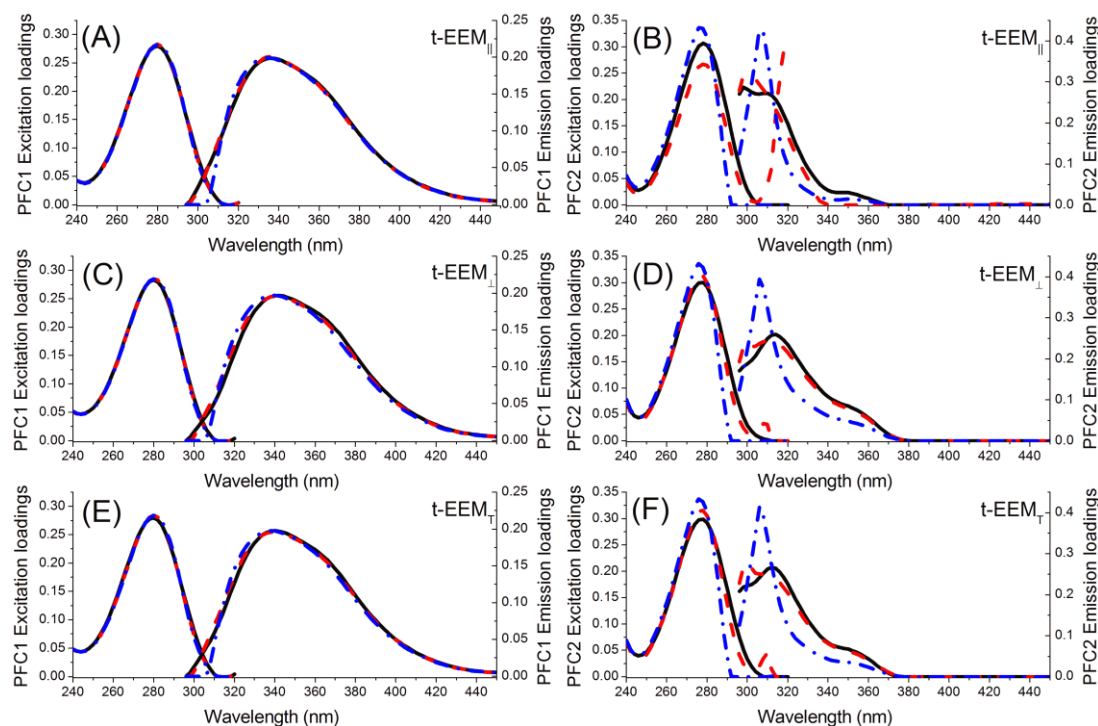 (A)
t-EEM||
PFC1 Excitation loadings
0.30
0.25
0.20
0.15
0.10
0.05
0.00
0.25
0.20
0.15
0.10
0.05
0.00
PFC1 Emission loadings
240 260 280 300 320 340 360 380 400 420 440
Wavelength (nm)
(B)
t-EEM||
PFC2 Excitation loadings
0.35
0.30
0.25
0.20
0.15
0.10
0.05
0.00
0.4
0.3
0.2
0.1
0.0
PFC2 Emission loadings
240 260 280 300 320 340 360 380 400 420 440
Wavelength (nm)
(C)
t-EEM⊥
PFC1 Excitation loadings
0.30
0.25
0.20
0.15
0.10
0.05
0.00
0.25
0.20
0.15
0.10
0.05
0.00
PFC1 Emission loadings
240 260 280 300 320 340 360 380 400 420 440
Wavelength (nm)
(D)
t-EEM⊥
PFC2 Excitation loadings
0.35
0.30
0.25
0.20
0.15
0.10
0.05
0.00
0.4
0.3
0.2
0.1
0.0
PFC2 Emission loadings
240 260 280 300 320 340 360 380 400 420 440
Wavelength (nm)
(E)
t-EEMT
PFC1 Excitation loadings
0.30
0.25
0.20
0.15
0.10
0.05
0.00
0.25
0.20
0.15
0.10
0.05
0.00
PFC1 Emission loadings
240 260 280 300 320 340 360 380 400 420 440
Wavelength (nm)
(F)
t-EEMT
PFC2 Excitation loadings
0.35
0.30
0.25
0.20
0.15
0.10
0.05
0.00
0.4
0.3
0.2
0.1
0.0
PFC2 Emission loadings
240 260 280 300 320 340 360 380 400 420 440
Wavelength (nm)